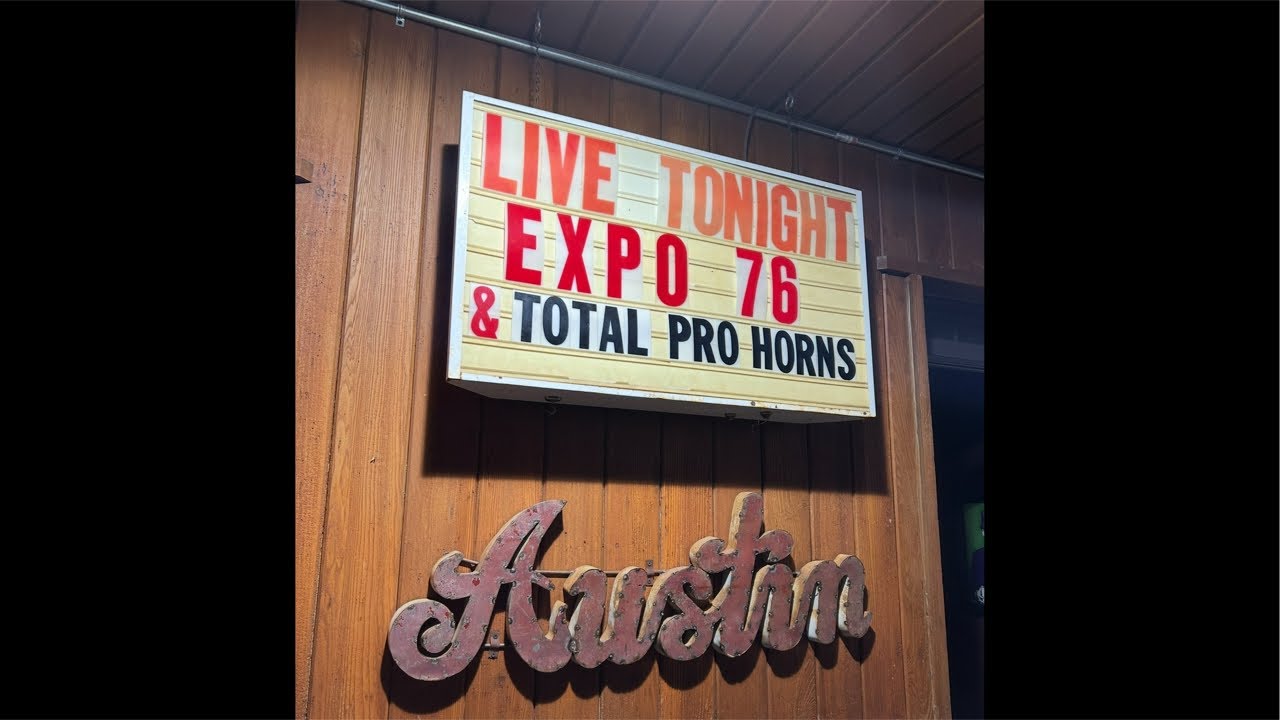 LIVE TONIGHT
EXPO 76
& TOTAL PRO HORNS
Austin